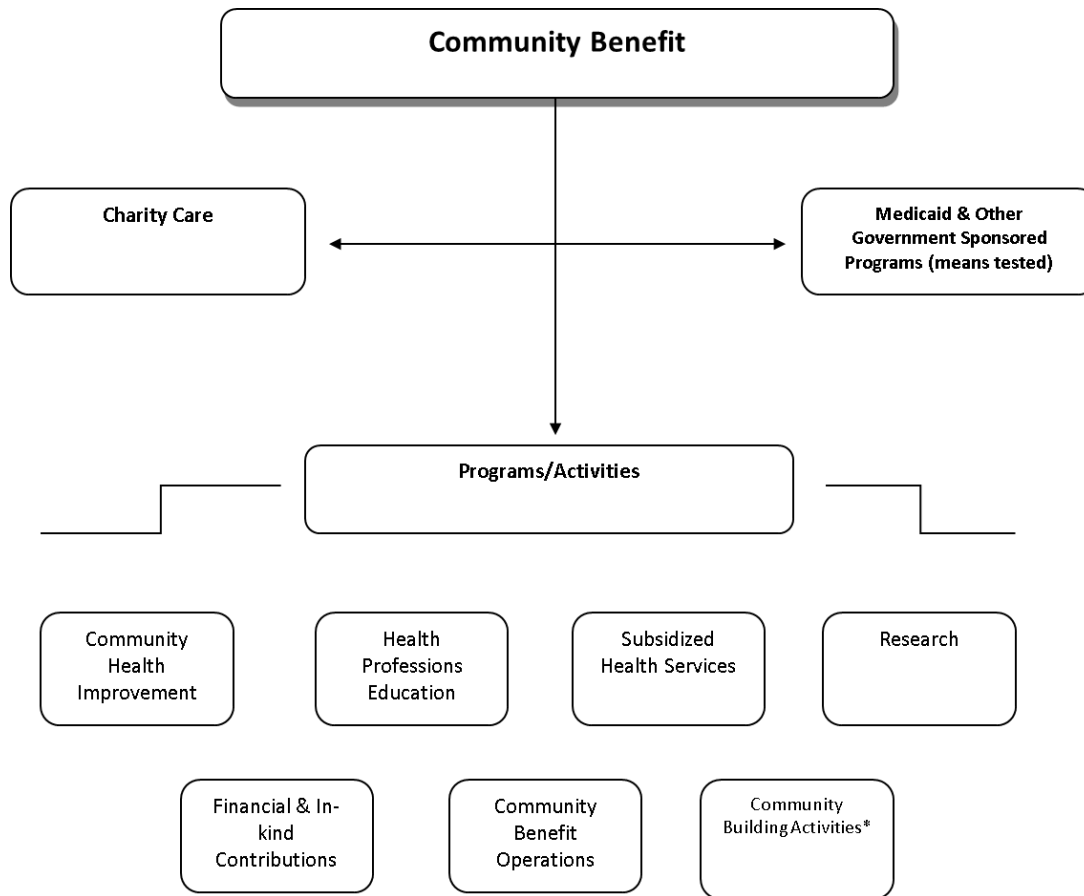 Community Benefit
Charity Care
Medicaid & Other
Government Sponsored
Programs (means tested)
Programs/Activities
Community
Health
Improvement
Health
Professions
Education
Subsidized
Health Services
Research
Financial & In-
kind
Contributions
Community
Benefit
Operations
Community
Building Activities*